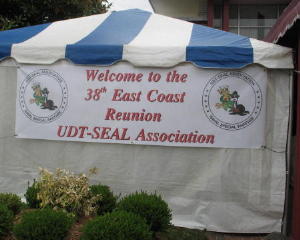 Welcome to the
38th East Coast
Reunion
UDT-SEAL Association